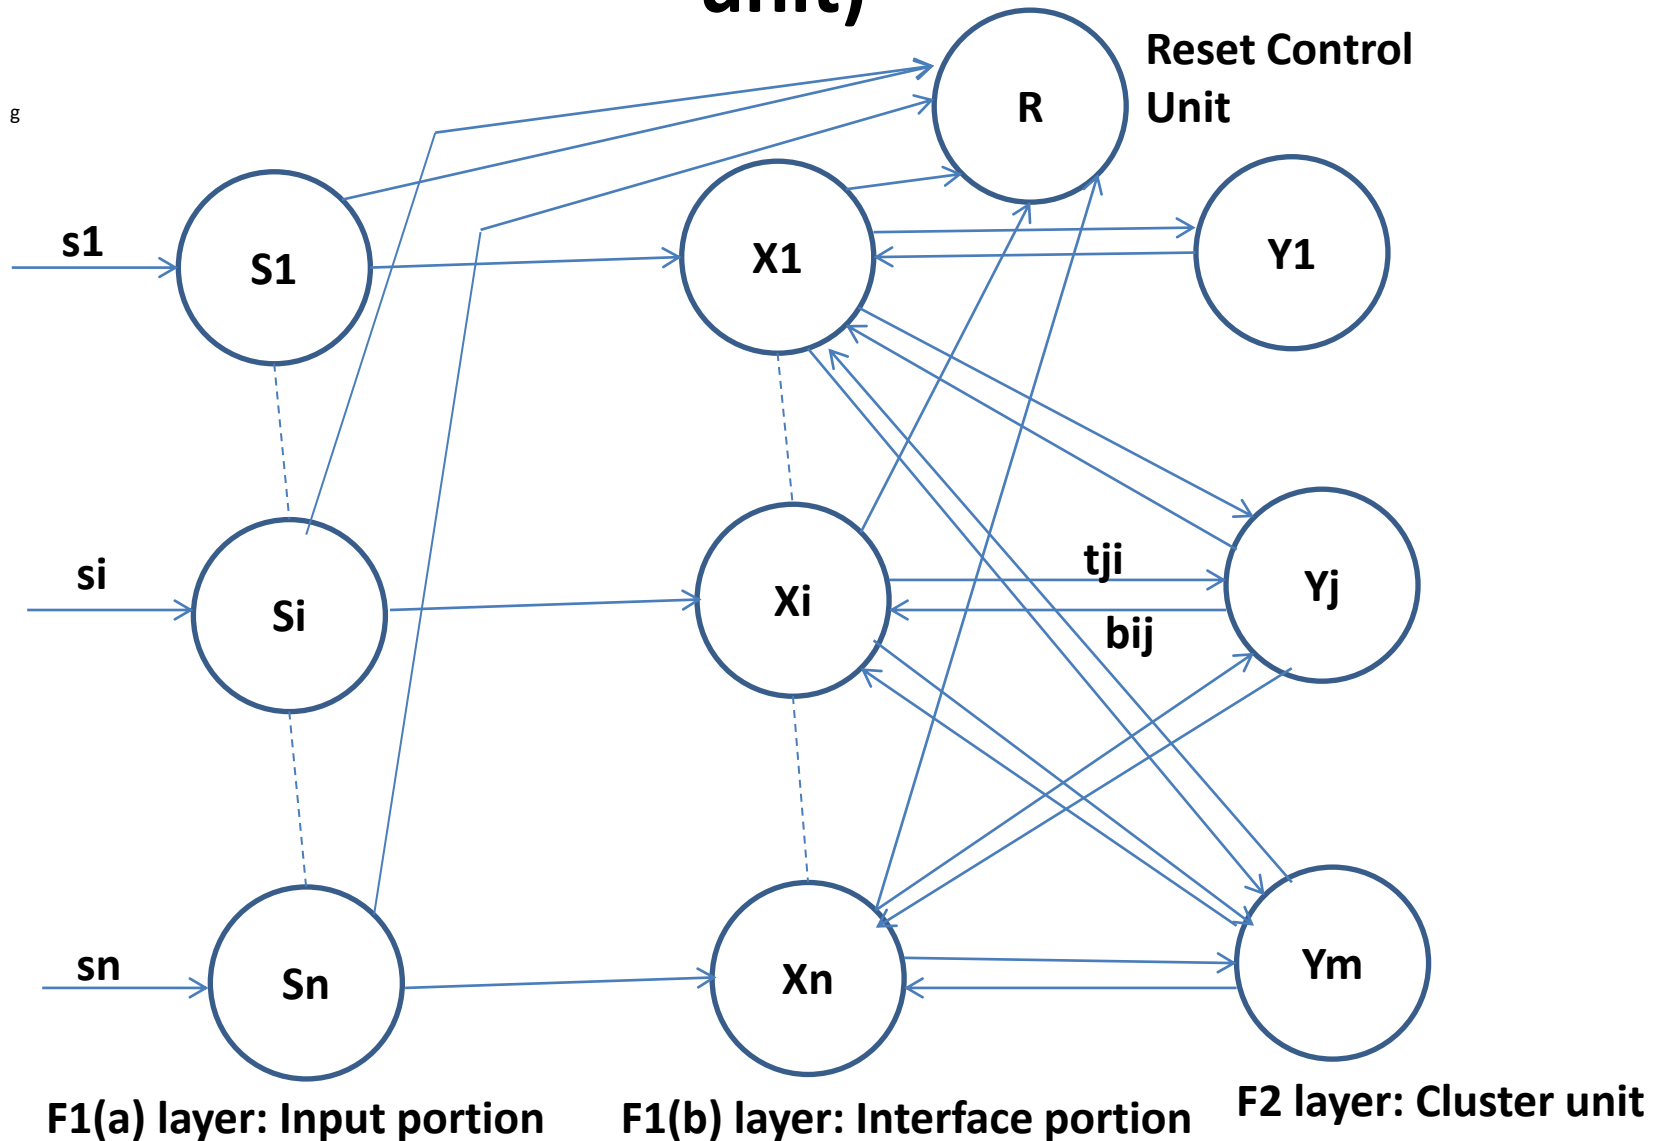 unit)
Reset Control
Unit
R
g
s1
S1
X1
Y1
si
Si
Xi
tji
bij
Yj
sn
Sn
Xn
Ym
F1(a) layer: Input portion
F1(b) layer: Interface portion
F2 layer: Cluster unit